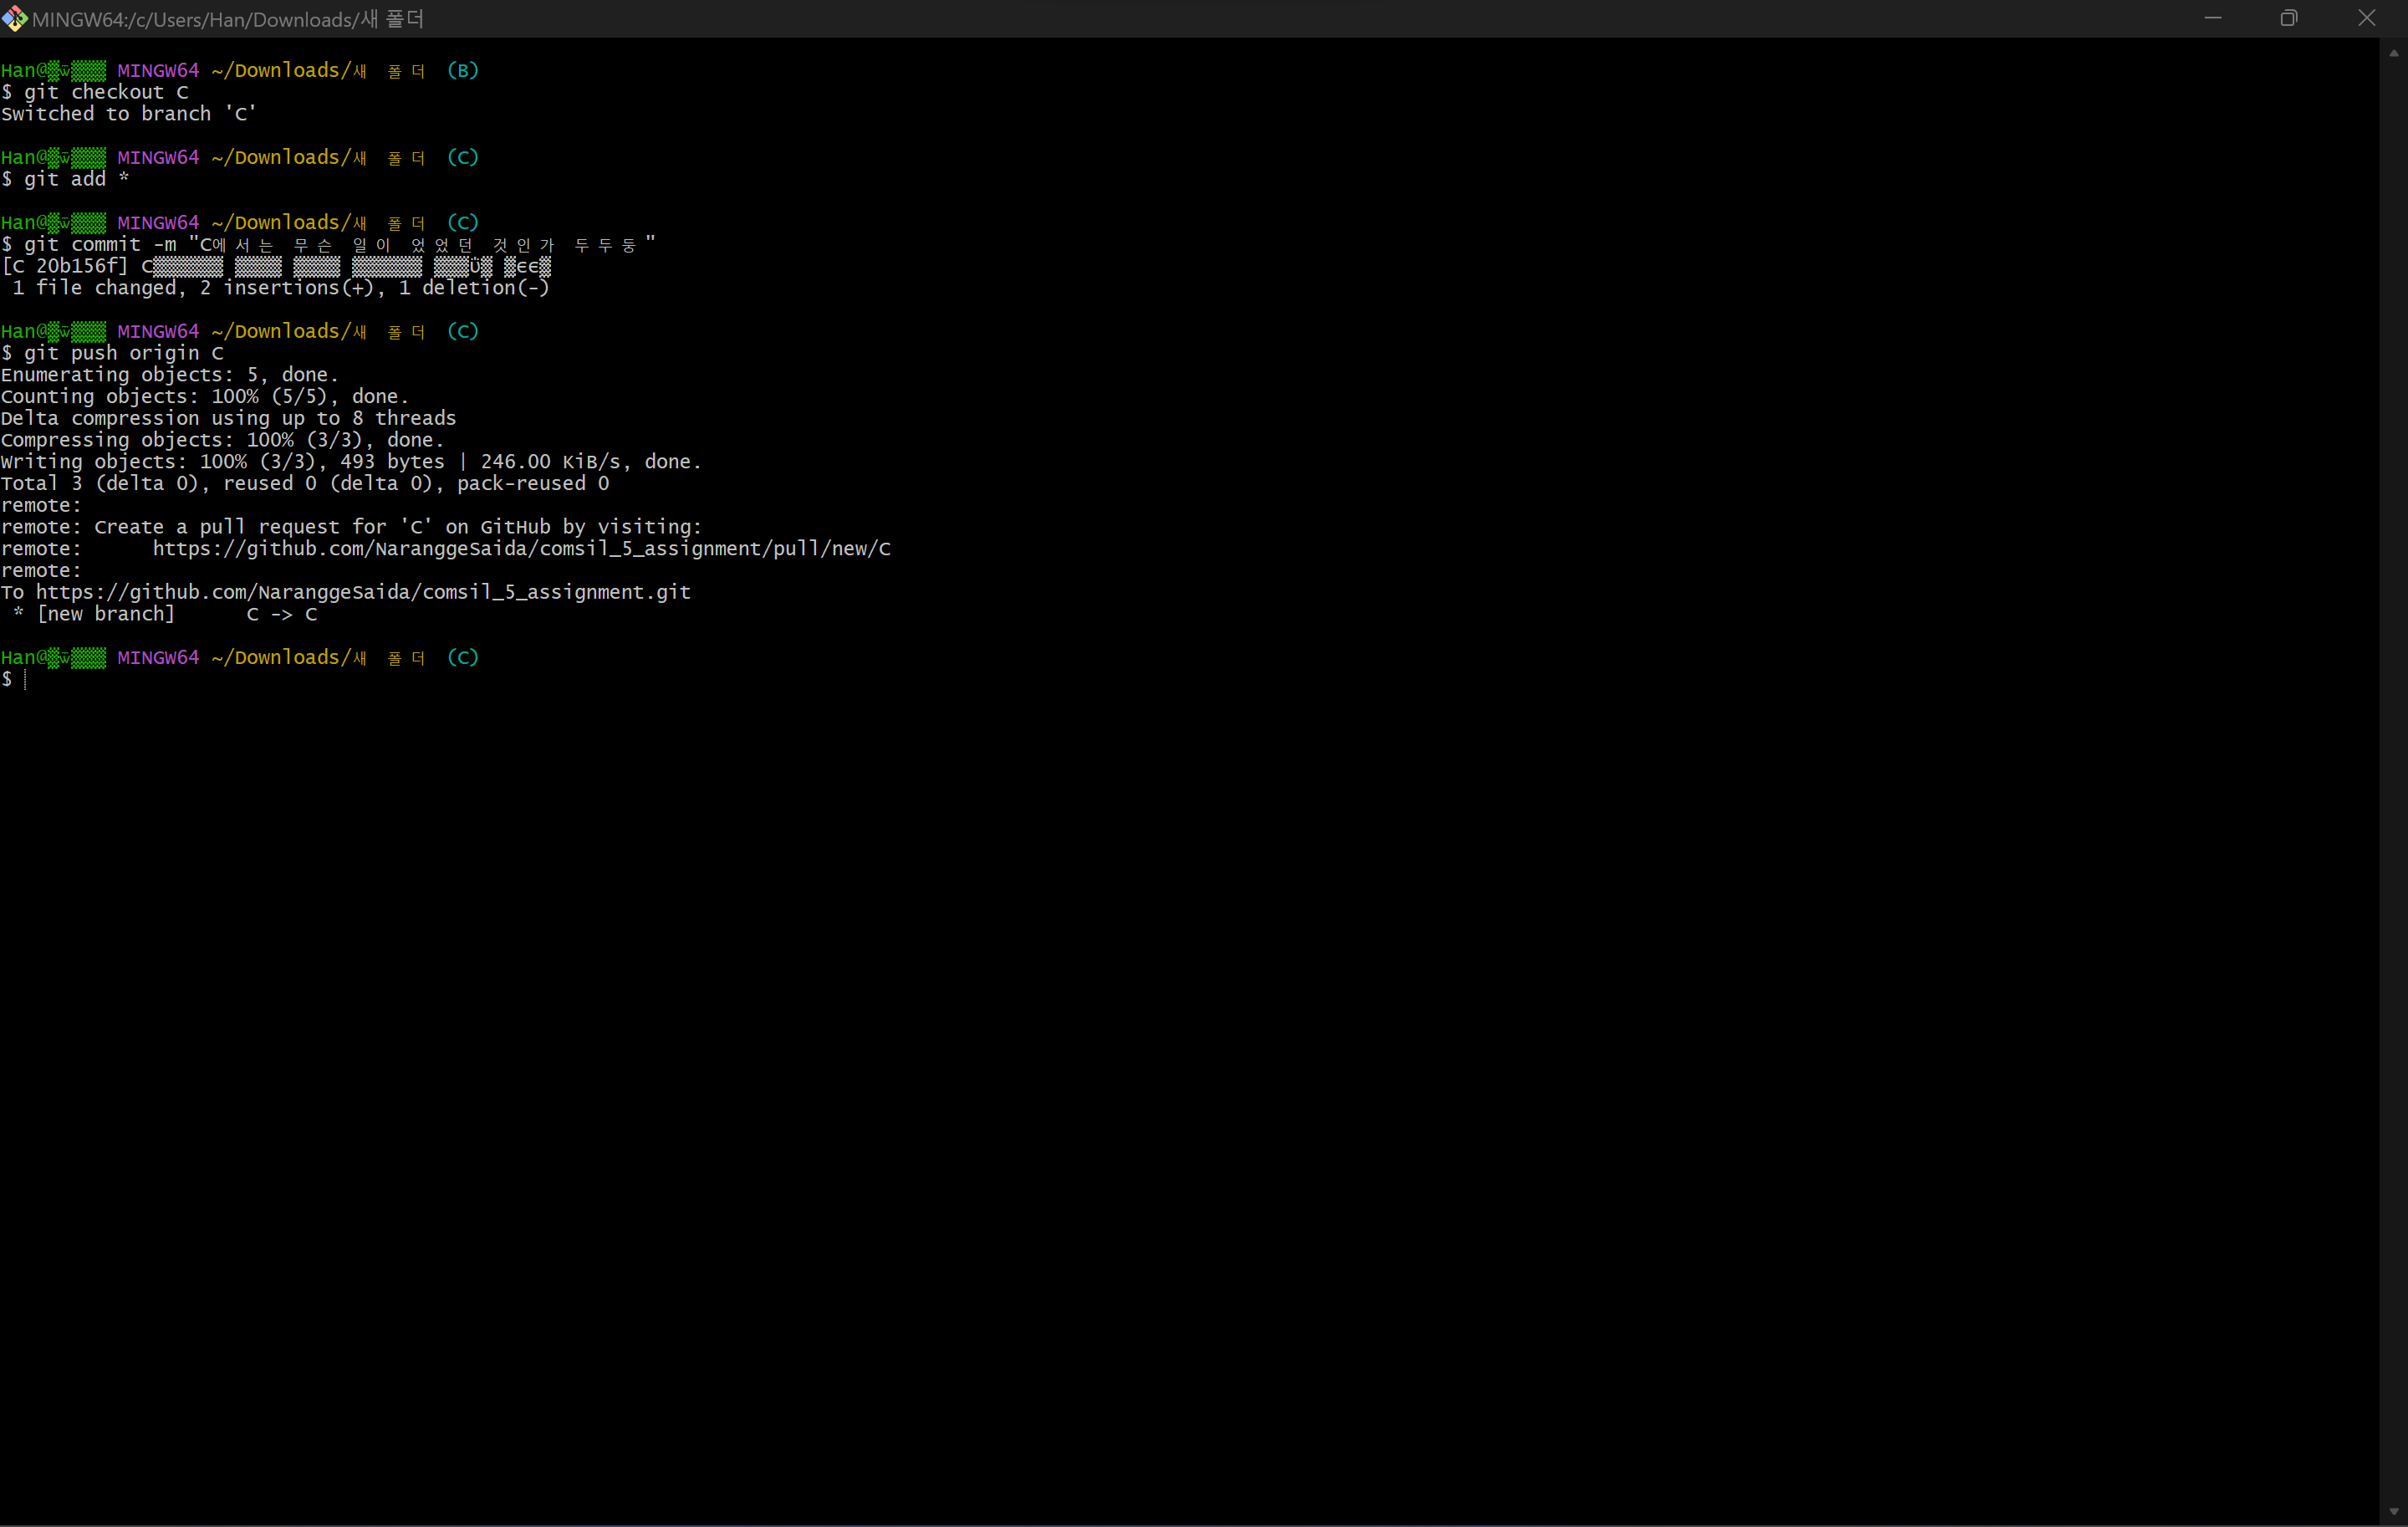 MINGW64:/c/Users/Han/Downloads/새 폴더
Han@ MINGW64 ~/Downloads/새 폴더 (B)
$ git checkout C
Switched to branch 'C'
Han@ MINGW64 ~/Downloads/새 폴더 (C)
$ git add *
Han@ MINGW64 ~/Downloads/새 폴더 (C)
$ git commit -m "C에서는 무슨 일이 었었던 것인가 두두둥"
[C 20b156f] C
1 file changed, 2 insertions(+), 1 deletion(-)
Han@ MINGW64 ~/Downloads/새 폴더 (C)
$ git push origin C
Enumerating objects: 5, done.
Counting objects: 100% (5/5), done.
Delta compression using up to 8 threads
Compressing objects: 100% (3/3), done.
Writing objects: 100% (3/3), 493 bytes | 246.00 KiB/s, done.
Total 3 (delta 0), reused 0 (delta 0), pack-reused 0
remote:
remote: Create a pull request for 'C' on GitHub by visiting:
remote:      https://github.com/NaranggeSaida/comsil_5_assignment/pull/new/C
remote:
To https://github.com/NaranggeSaida/comsil_5_assignment.git
* [new branch]      C -> C
Han@ MINGW64 ~/Downloads/새 폴더 (C)
$